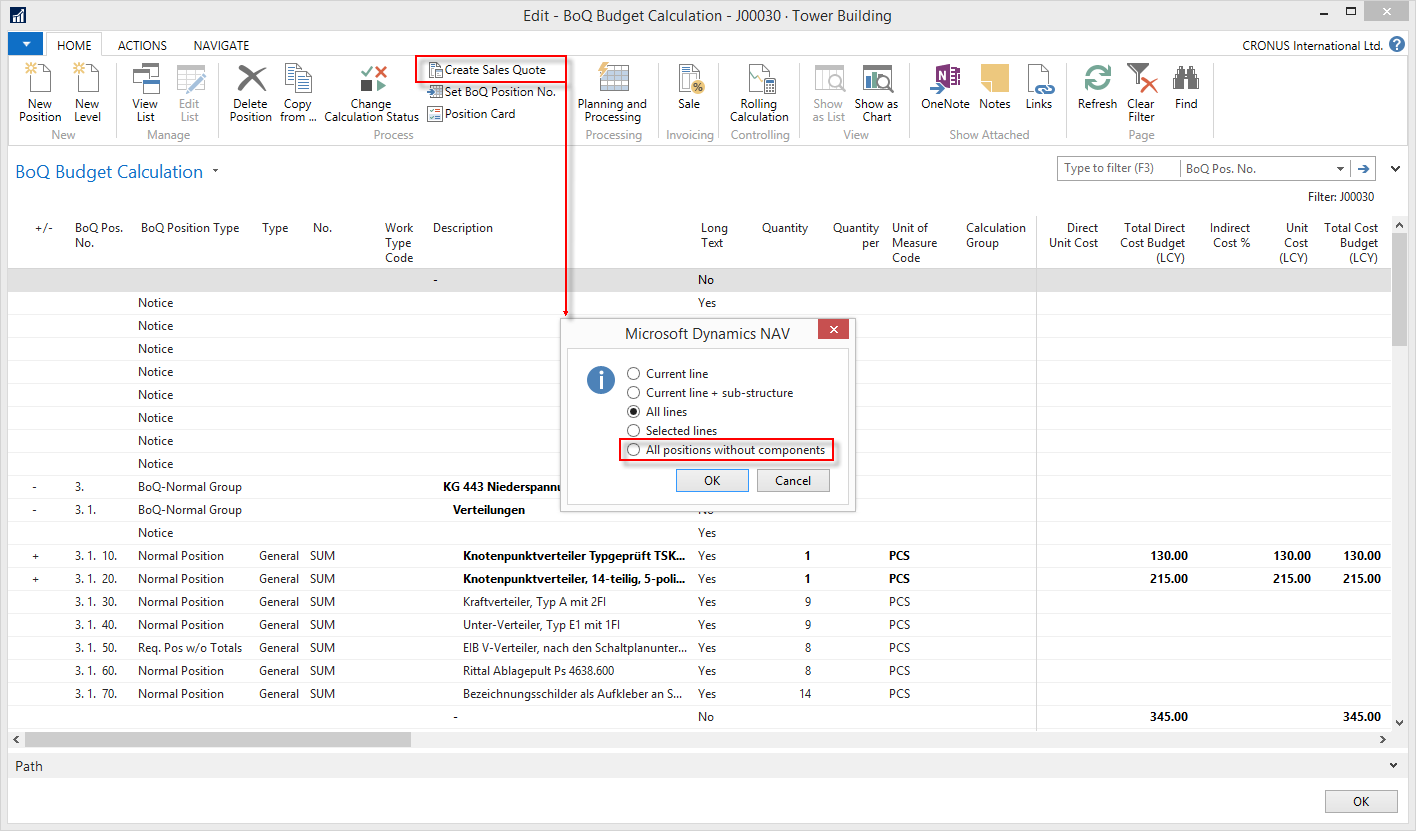 Edit - BoQ Budget Calculation - J00030 · Tower Building
HOME ACTIONS NAVIGATE CRONUS International Ltd. ?
New Position
New Level
New
View List
Edit List
Manage
Delete Position
Copy from ...
Change Calculation Status
Create Sales Quote
Set BoQ Position No.
Position Card
Process
Planning and Processing
Processing
Sale
Invoicing
Rolling Calculation
Controlling
Show as List
Show as Chart
View
OneNote
Notes
Links
Show Attached
Refresh
Clear Filter
Find
Page
BoQ Budget Calculation
Type to filter (F3) BoQ Pos. No.
Filter: J00030
+/- BoQ Pos. No. BoQ Position Type Type No. Work Type Code Description Long Text Quantity Quantity per Unit of Measure Code Calculation Group Direct Unit Cost Total Direct Cost Budget (LCY) Indirect Cost % Unit Cost (LCY) Total Cost Budget (LCY)
- No
Notice Yes
Notice
Notice
Notice
Notice
Notice
Notice
Notice
- 3. BoQ-Normal Group KG 443 Niederspannu
- 3. 1. BoQ-Normal Group Verteilungen No
Notice Yes
+ 3. 1. 10. Normal Position General SUM Knotenpunktverteiler Typgeprüft TSK... Yes 1 PCS 130.00 130.00 130.00
+ 3. 1. 20. Normal Position General SUM Knotenpunktverteiler, 14-teilig, 5-poli... Yes 1 PCS 215.00 215.00 215.00
3. 1. 30. Normal Position General SUM Kraftverteiler, Typ A mit 2FI Yes 9 PCS
3. 1. 40. Normal Position General SUM Unter-Verteiler, Typ E1 mit 1FI Yes 9 PCS
3. 1. 50. Req. Pos w/o Totals General SUM EIB V-Verteiler, nach den Schaltplanunter... Yes 8 PCS
3. 1. 60. Normal Position General SUM Rittal Ablagepult Ps 4638.600 Yes 8 PCS
3. 1. 70. Normal Position General SUM Bezeichnungsschilder als Aufkleber an S... Yes 14 PCS
- No 345.00 345.00
Microsoft Dynamics NAV
Current line
Current line + sub-structure
All lines
Selected lines
All positions without components
OK Cancel
Path
OK